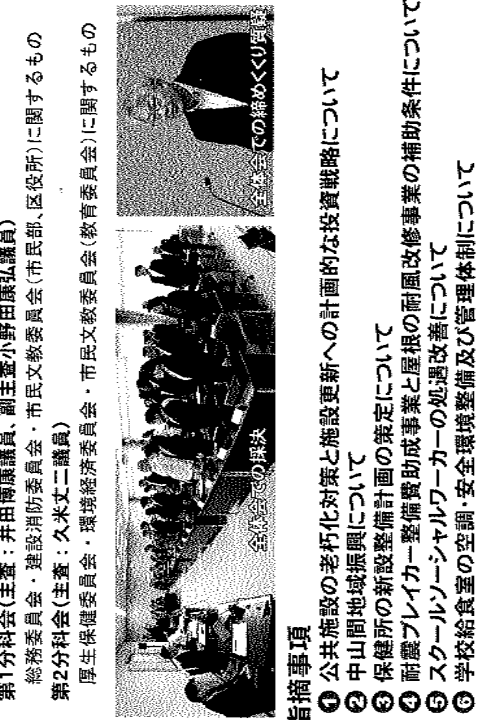 第1分科会(主査:井田博康議員、副主査小野田康弘議員)
総務委員会・建設消防委員会・市民文教委員会(市民部、区役所)に関するもの
第2分科会(主査:久米丈二議員)
厚生保健委員会・環境経済委員会・市民文教委員会(教育委員会)に関するもの
全体会での採決
全体会での締めくくり質疑
指摘事項
❶ 公共施設の老朽化対策と施設更新への計画的な投資戦略について
❷ 中山間地域振興について
❸ 保健所の新設整備計画の策定について
❹ 耐震ブレイカー整備費助成事業と屋根の耐風改修事業の補助条件について
❺ スクールソーシャルワーカーの処遇改善について
❻ 学校給食室の空調・安全環境整備及び管理体制について